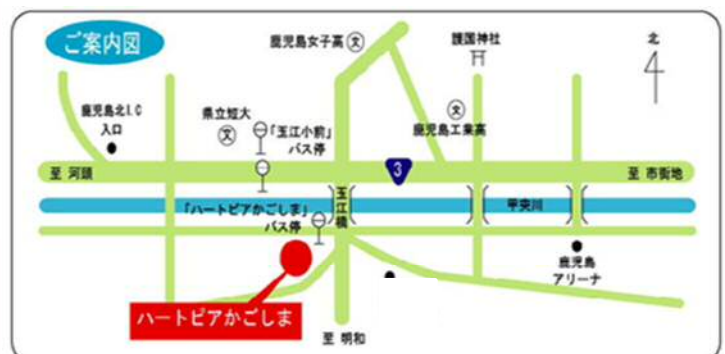 ご案内図
鹿児島女子高
文
護国神社
北
鹿児島北I.C
入口
県立短大
文
「玉江小前」
バス停
文
鹿児島工業高
至 河頭
3
至 市街地
「ハートピアかごしま」
バス停
玉江橋
甲突川
鹿児島
アリーナ
ハートピアかごしま
至 明和